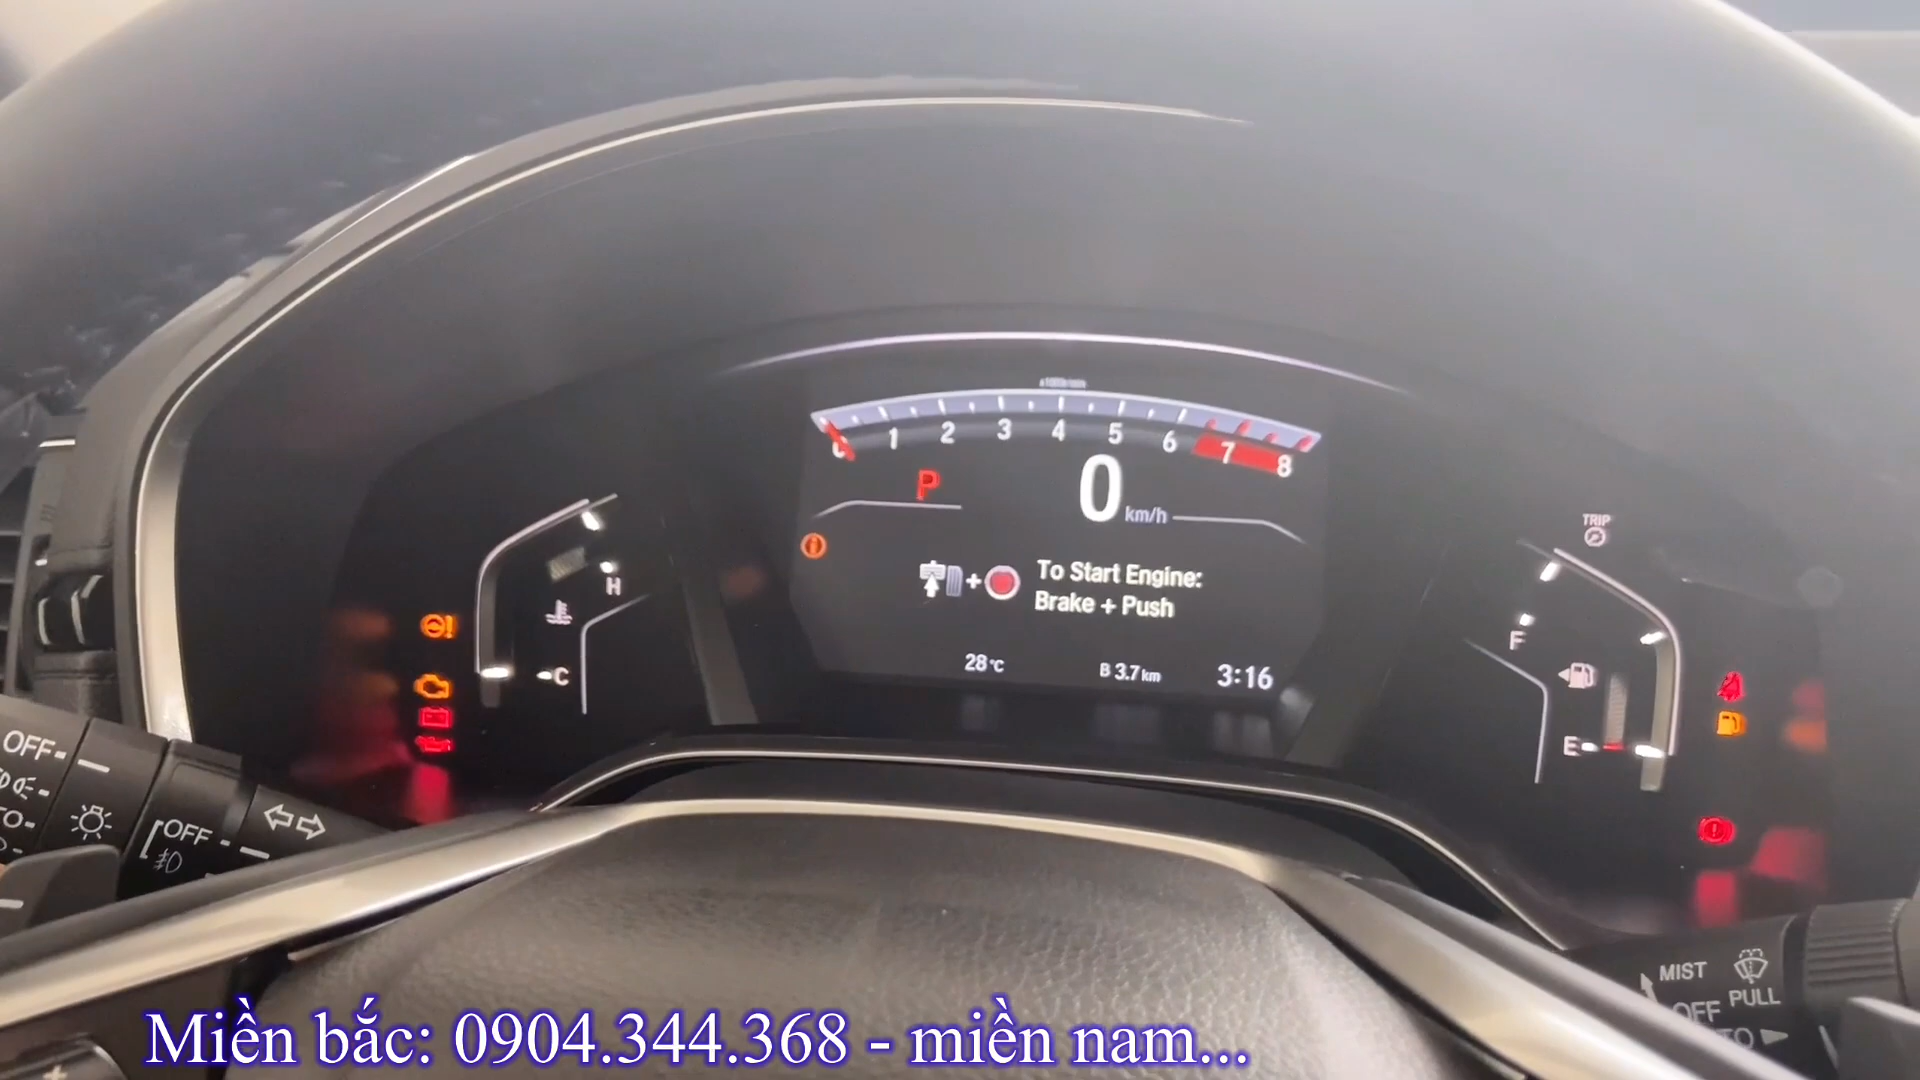 0 1 2 3 4 5 6 7 8
P
0 km/h
To Start Engine:
Brake + Push
28°C
B 3.7 km
3:16
H
C
TRIP
F
E
OFF
OFF
MIST
OFF
PULL
Miền bắc: 0904.344.368 - miền nam...